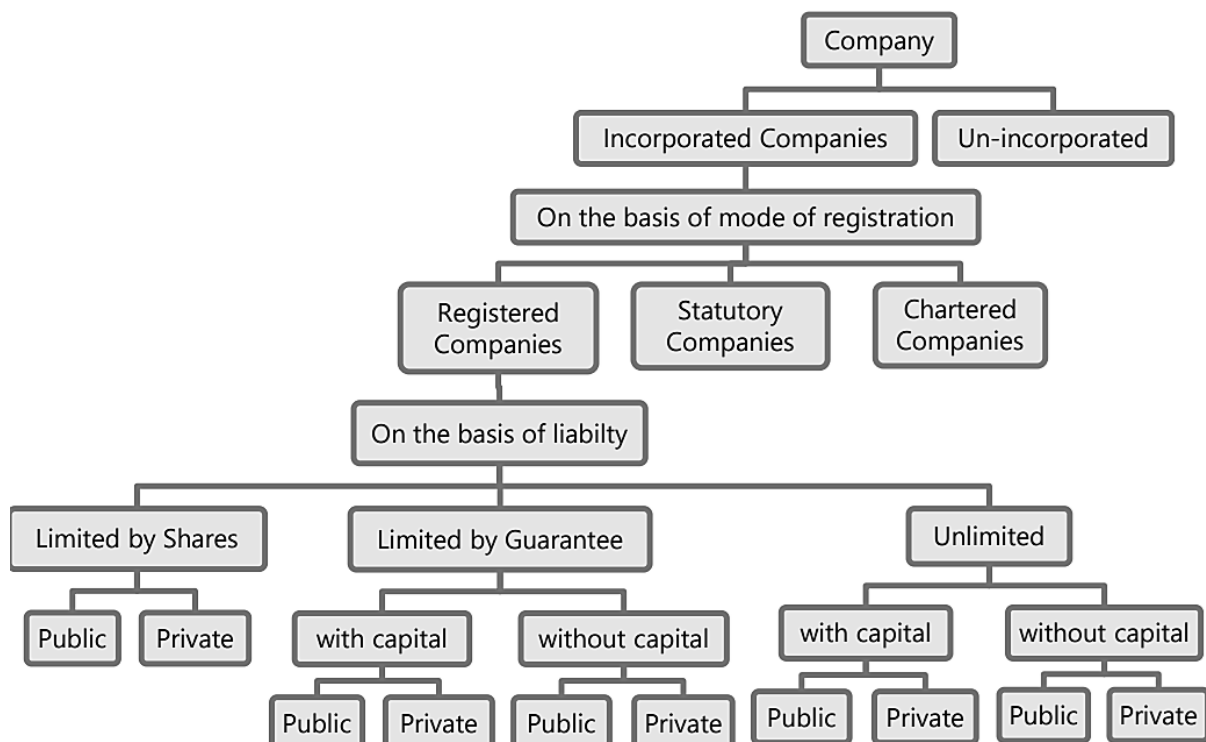 Company
Incorporated Companies
Un-incorporated
On the basis of mode of registration
Registered
Companies
Statutory
Companies
Chartered
Companies
On the basis of liabilty
Limited by Shares
Limited by Guarantee
Unlimited
Public
Private
with capital
without capital
with capital
without capital
Public
Private
Public
Private
Public
Private
Public
Private